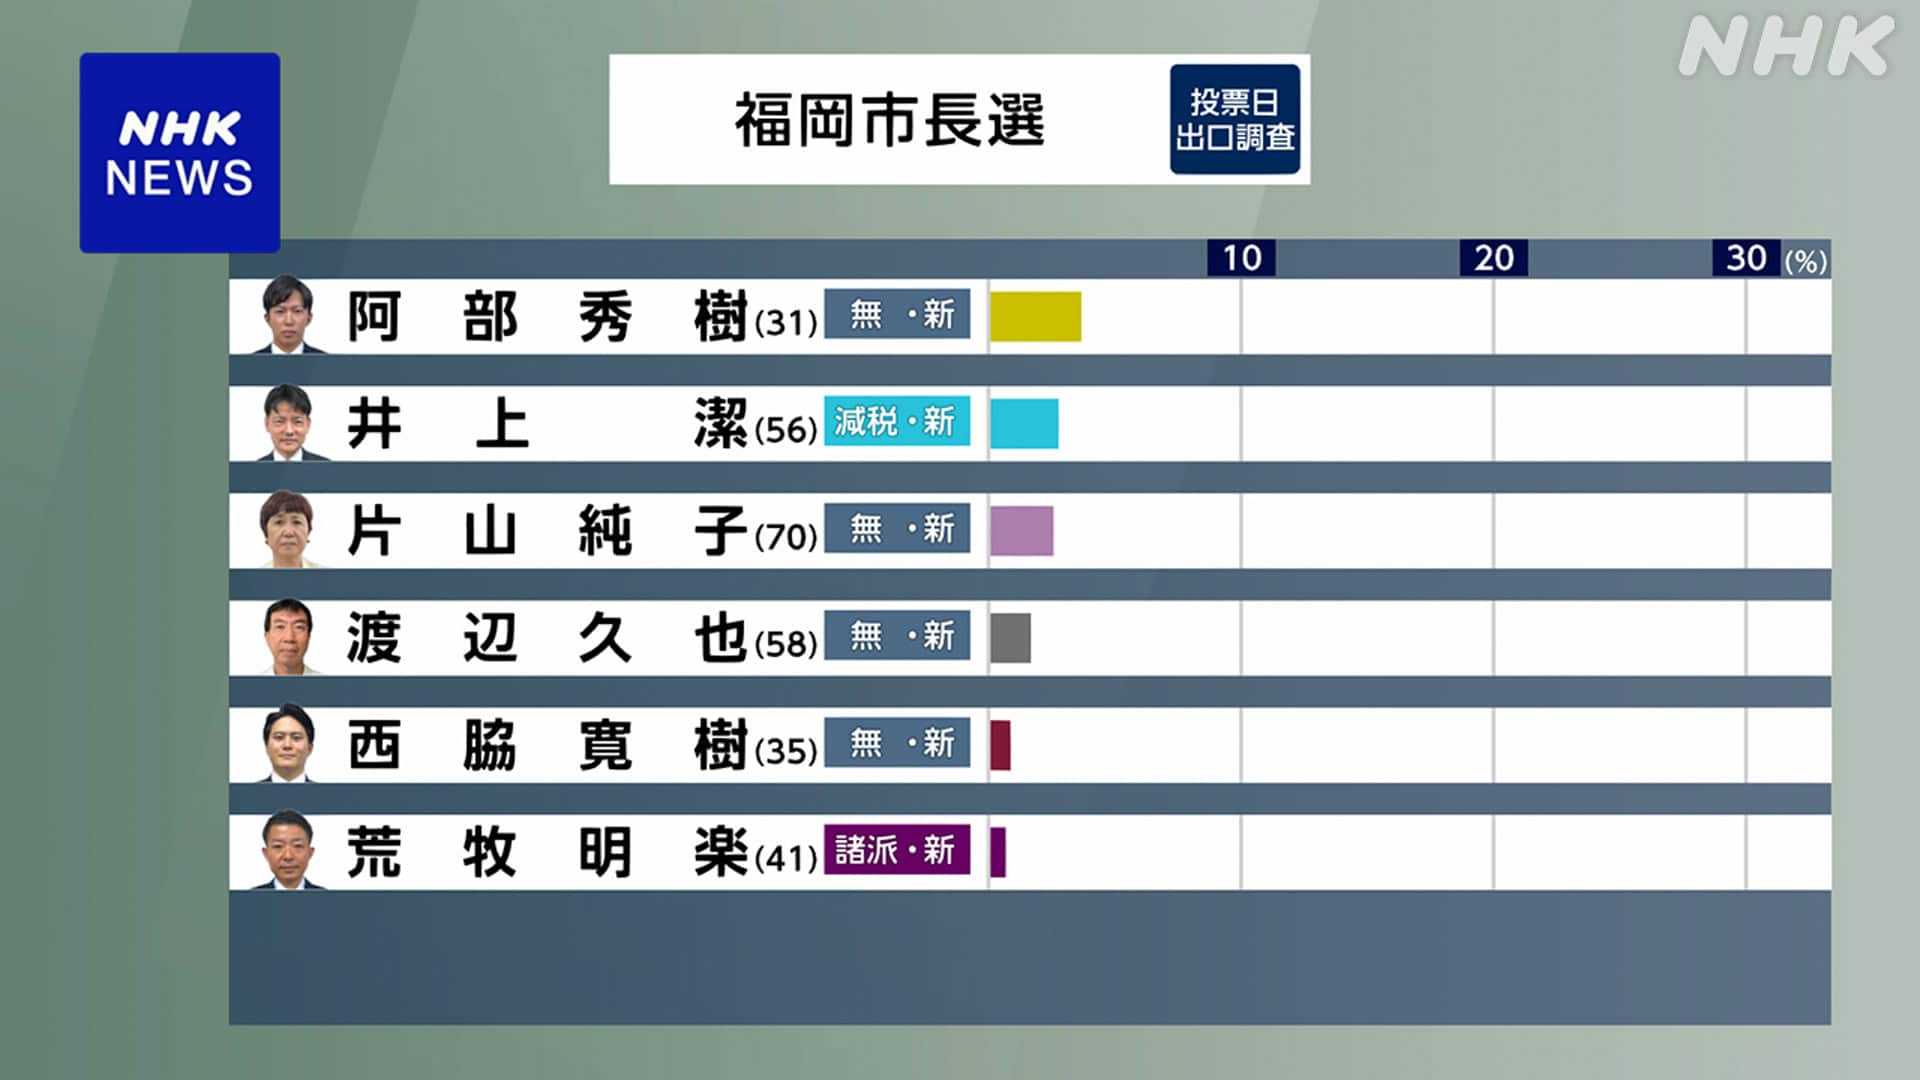 NHK
NHK
NEWS
福岡市長選
投票日
出口調査
10 20 30 (%)
阿部秀樹(31) 無・新
井上潔(56) 減税・新
片山純子(70) 無・新
渡辺久也(58) 無・新
西脇寛樹(35) 無・新
荒牧明楽(41) 諸派・新